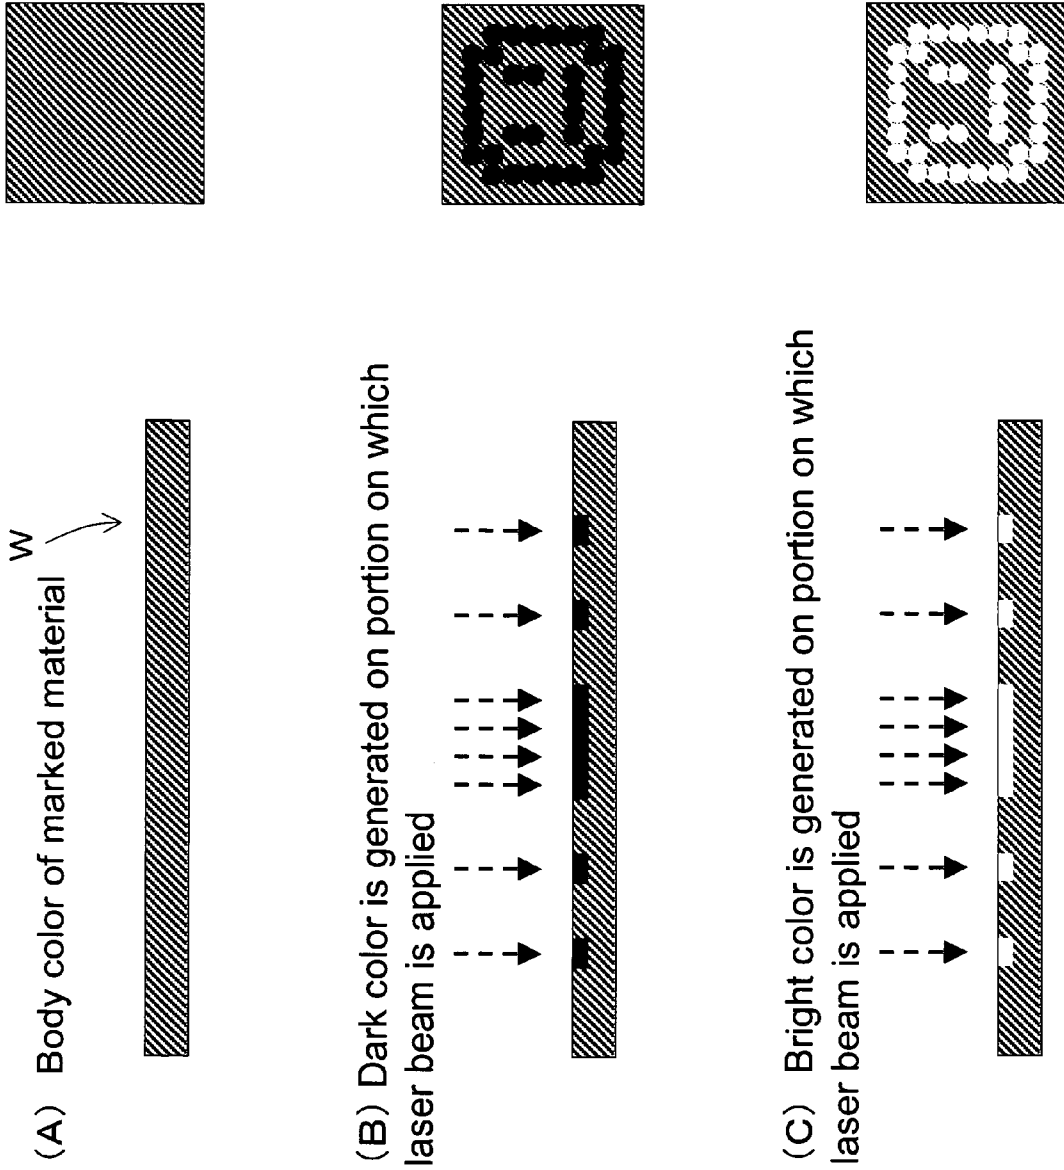 (A) Body color of marked material
W
(B) Dark color is generated on portion on which
laser beam is applied
(C) Bright color is generated on portion on which
laser beam is applied